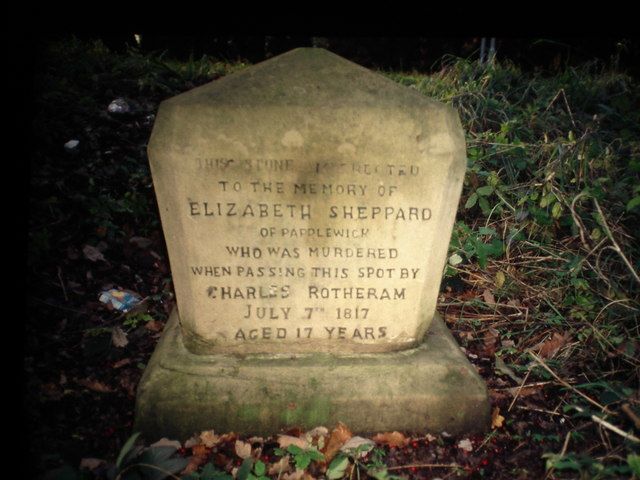 THIS STONE IS ERECTED
TO THE MEMORY OF
ELIZABETH SHEPPARD
OF PAPPLEWICK
WHO WAS MURDERED
WHEN PASSING THIS SPOT BY
CHARLES ROTHERAM
JULY 7TH 1817
AGED 17 YEARS